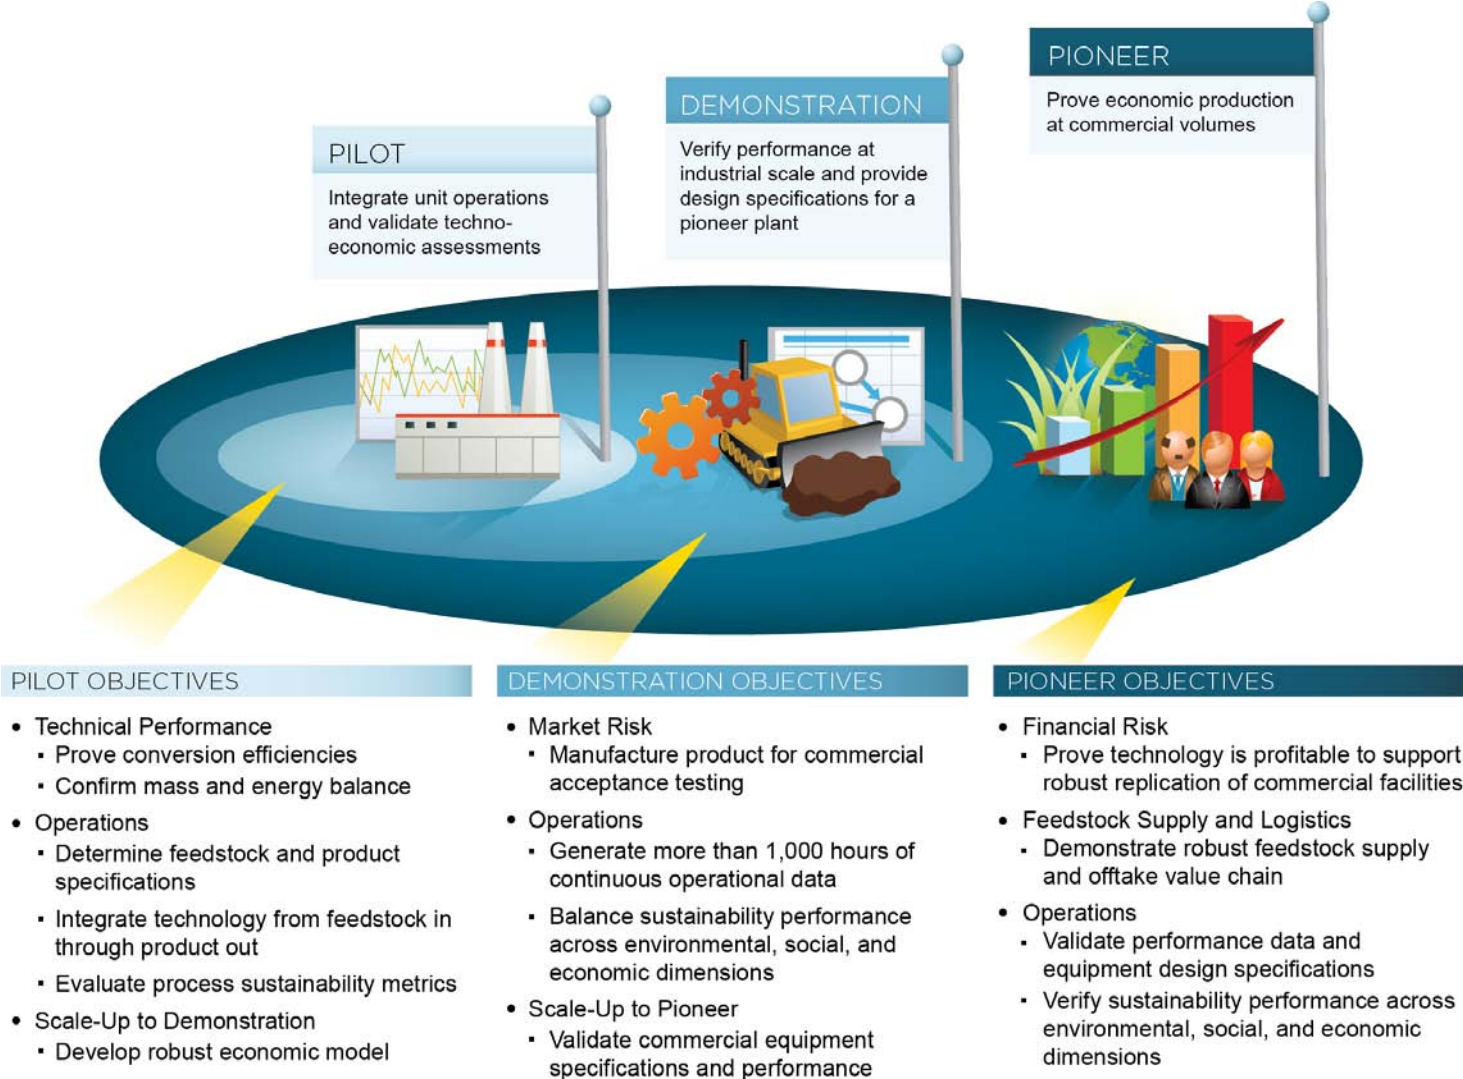 PIONEER
Prove economic production
at commercial volumes
DEMONSTRATION
Verify performance at
industrial scale and provide
design specifications for a
pioneer plant
PILOT
Integrate unit operations
and validate techno-
economic assessments
PILOT OBJECTIVES
• Technical Performance
▪ Prove conversion efficiencies
▪ Confirm mass and energy balance
• Operations
▪ Determine feedstock and product
specifications
▪ Integrate technology from feedstock in
through product out
▪ Evaluate process sustainability metrics
• Scale-Up to Demonstration
▪ Develop robust economic model
DEMONSTRATION OBJECTIVES
• Market Risk
▪ Manufacture product for commercial
acceptance testing
• Operations
▪ Generate more than 1,000 hours of
continuous operational data
▪ Balance sustainability performance
across environmental, social, and
economic dimensions
• Scale-Up to Pioneer
▪ Validate commercial equipment
specifications and performance
PIONEER OBJECTIVES
• Financial Risk
▪ Prove technology is profitable to support
robust replication of commercial facilities
• Feedstock Supply and Logistics
▪ Demonstrate robust feedstock supply
and offtake value chain
• Operations
▪ Validate performance data and
equipment design specifications
▪ Verify sustainability performance across
environmental, social, and economic
dimensions